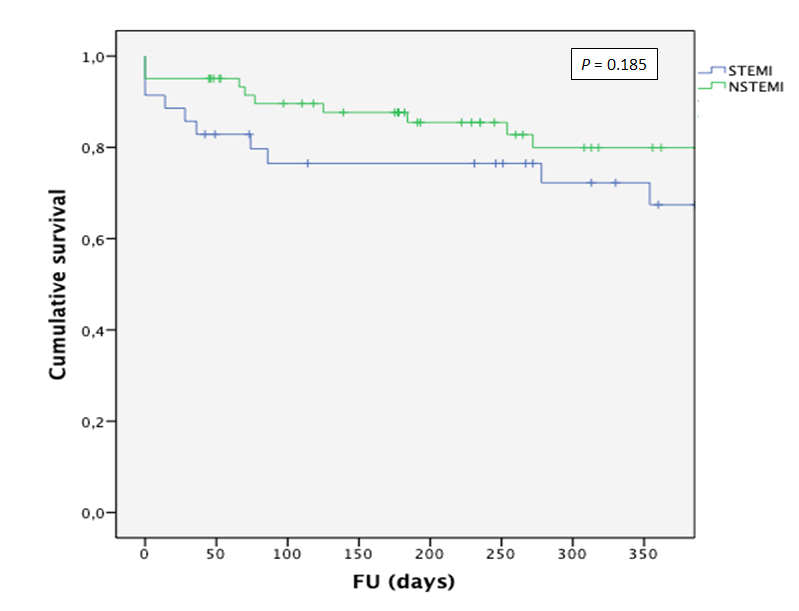 P = 0.185
STEMI
NSTEMI
1,0
0,8
0,6
0,4
0,2
0,0
Cumulative survival
0 50 100 150 200 250 300 350
FU (days)